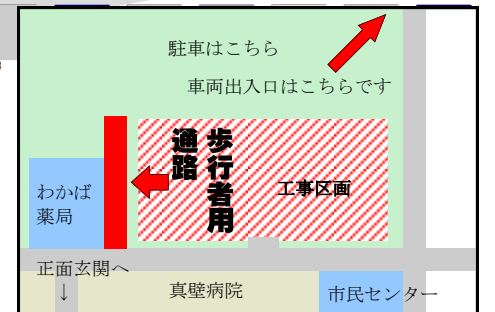 駐車はこちら
車両出入口はこちらです
歩行者用
通路
工事区画
わかば
薬局
正面玄関へ
↓
真壁病院
市民センター